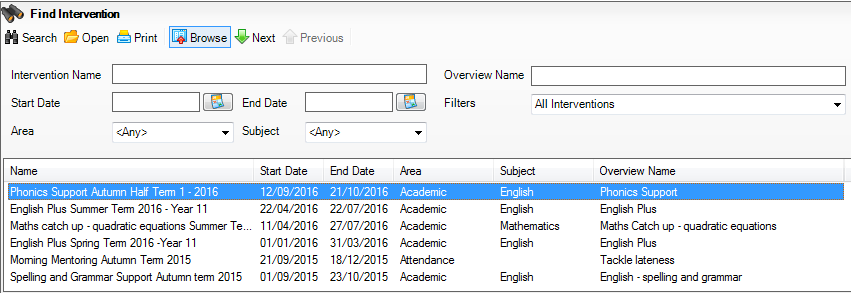 Find Intervention
Search Open Print Browse Next Previous
Intervention Name Overview Name
Start Date End Date Filters All Interventions
Area <Any> Subject <Any>
Name Start Date End Date Area Subject Overview Name
Phonics Support Autumn Half Term 1 - 2016 12/09/2016 21/10/2016 Academic English Phonics Support
English Plus Summer Term 2016 - Year 11 22/04/2016 22/07/2016 Academic English English Plus
Maths catch up - quadratic equations Summer Te... 11/04/2016 27/07/2016 Academic Mathematics Maths Catch up - quadratic equations
English Plus Spring Term 2016 -Year 11 01/01/2016 31/03/2016 Academic English English Plus
Morning Mentoring Autumn Term 2015 21/09/2015 18/12/2015 Attendance Tackle lateness
Spelling and Grammar Support Autumn term 2015 01/09/2015 23/10/2015 Academic English English - spelling and grammar